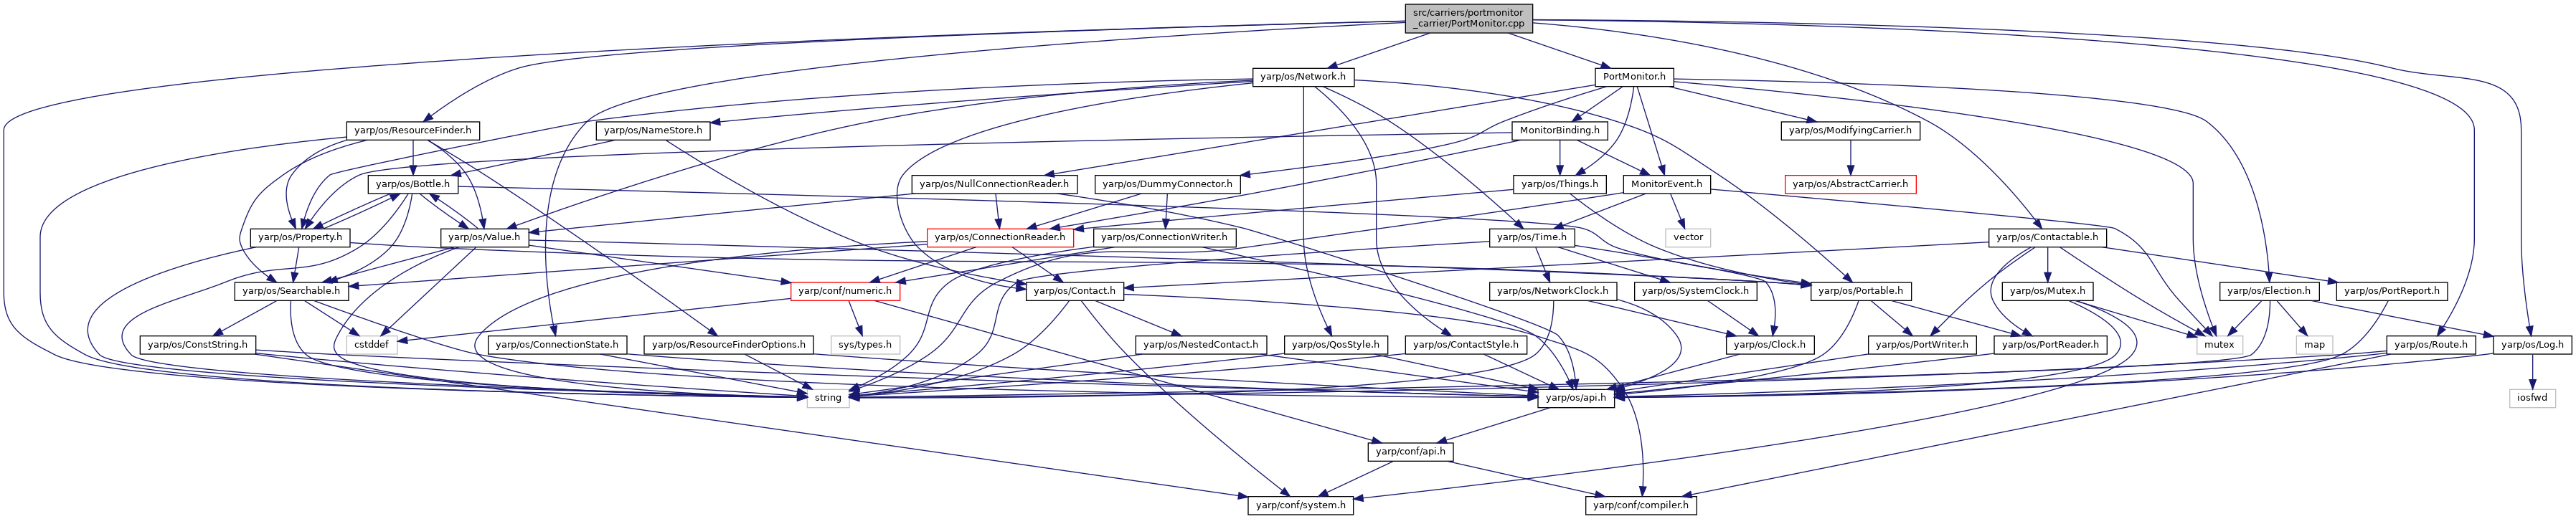 src/carriers/portmonitor
_carrier/PortMonitor.cpp
yarp/os/Network.h
PortMonitor.h
yarp/os/ResourceFinder.h
yarp/os/NameStore.h
MonitorBinding.h
yarp/os/ModifyingCarrier.h
yarp/os/Bottle.h
yarp/os/NullConnectionReader.h
yarp/os/DummyConnector.h
yarp/os/Things.h
MonitorEvent.h
yarp/os/AbstractCarrier.h
yarp/os/Property.h
yarp/os/Value.h
yarp/os/ConnectionReader.h
yarp/os/ConnectionWriter.h
yarp/os/Time.h
vector
yarp/os/Contactable.h
yarp/os/Searchable.h
yarp/conf/numeric.h
yarp/os/Contact.h
yarp/os/NetworkClock.h
yarp/os/SystemClock.h
yarp/os/Portable.h
yarp/os/Mutex.h
yarp/os/Election.h
yarp/os/PortReport.h
yarp/os/ConstString.h
cstddef
yarp/os/ConnectionState.h
yarp/os/ResourceFinderOptions.h
sys/types.h
yarp/os/NestedContact.h
yarp/os/QosStyle.h
yarp/os/ContactStyle.h
yarp/os/Clock.h
yarp/os/PortWriter.h
yarp/os/PortReader.h
mutex
map
yarp/os/Route.h
yarp/os/Log.h
string
yarp/os/api.h
iosfwd
yarp/conf/api.h
yarp/conf/system.h
yarp/conf/compiler.h